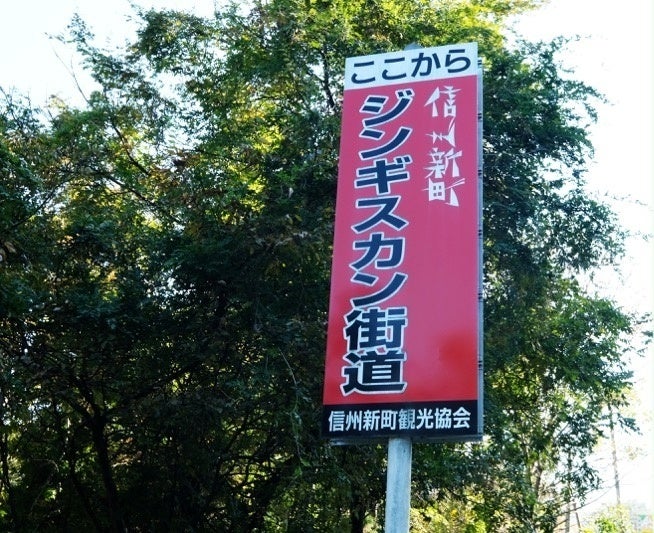 ここから
信州新町
ジンギスカン街道
信州新町観光協会